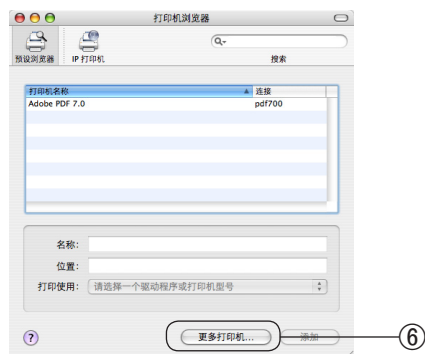 打印机浏览器
预设浏览器 IP 打印机 搜索
打印机名称 连接
Adobe PDF 7.0 pdf700
名称:
位置:
打印使用: 请选择一个驱动程序或打印机型号
? 更多打印机... 添加 ⑥